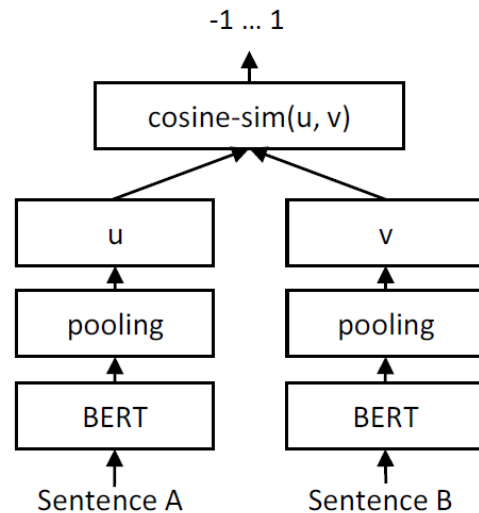 -1 ... 1
cosine-sim(u, v)
u v
pooling pooling
BERT BERT
Sentence A Sentence B